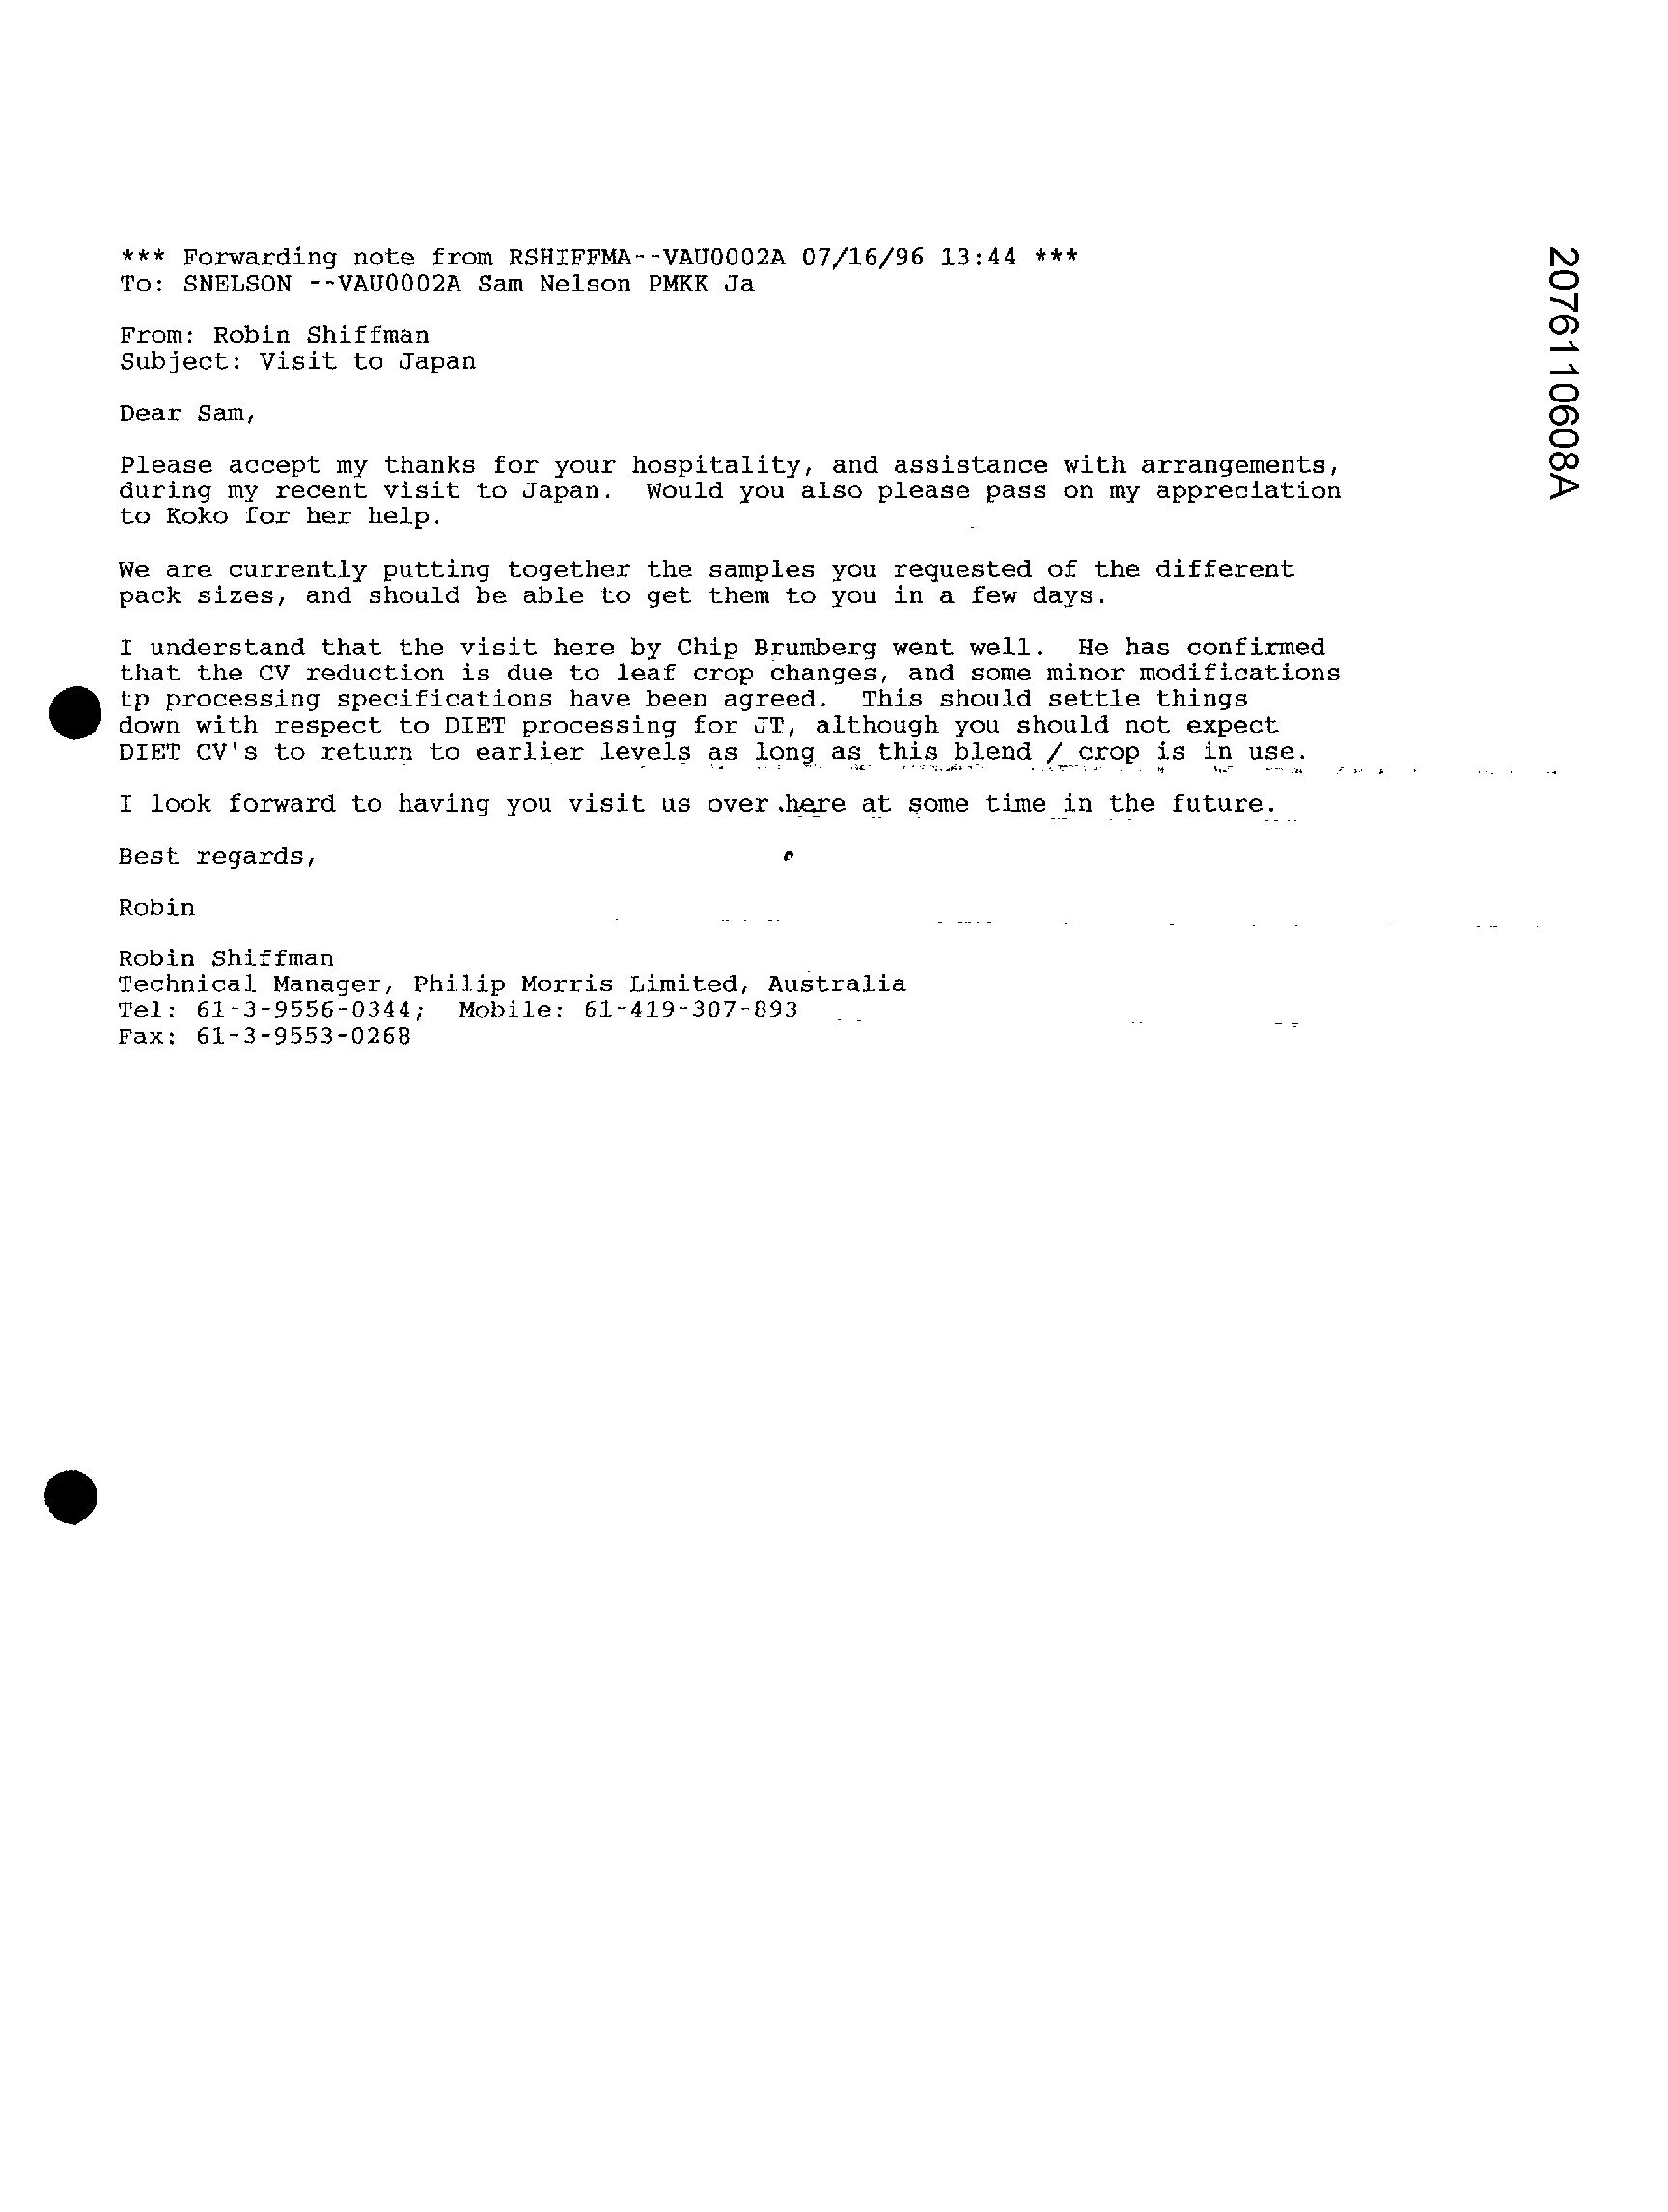 *** Forwarding note from RSHIFFMA--VAU0002A 07/16/96 13:44 ***
To: SNELSON --VAU0002A Sam Nelson PMKK Ja
From: Robin Shiffman
Subject: Visit to Japan
Dear Sam,
Please accept my thanks for your hospitality, and assistance with arrangements,
during my recent visit to Japan. Would you also please pass on my appreciation
to Koko for her help.
We are currently putting together the samples you requested of the different
pack sizes, and should be able to get them to you in a few days.
I understand that the visit here by Chip Brumberg went well. He has confirmed
that the CV reduction is due to leaf crop changes, and some minor modifications
tp processing specifications have been agreed. This should settle things
down with respect to DIET processing for JT, although you should not expect
DIET CV's to return to earlier levels as long as this blend / crop is in use.
I look forward to having you visit us over here at some time in the future.
Best regards,
Robin
Robin Shiffman
Technical Manager, Philip Morris Limited, Australia
Tel: 61-3-9556-0344; Mobile: 61-419-307-893
Fax: 61-3-9553-0268
2076110608A